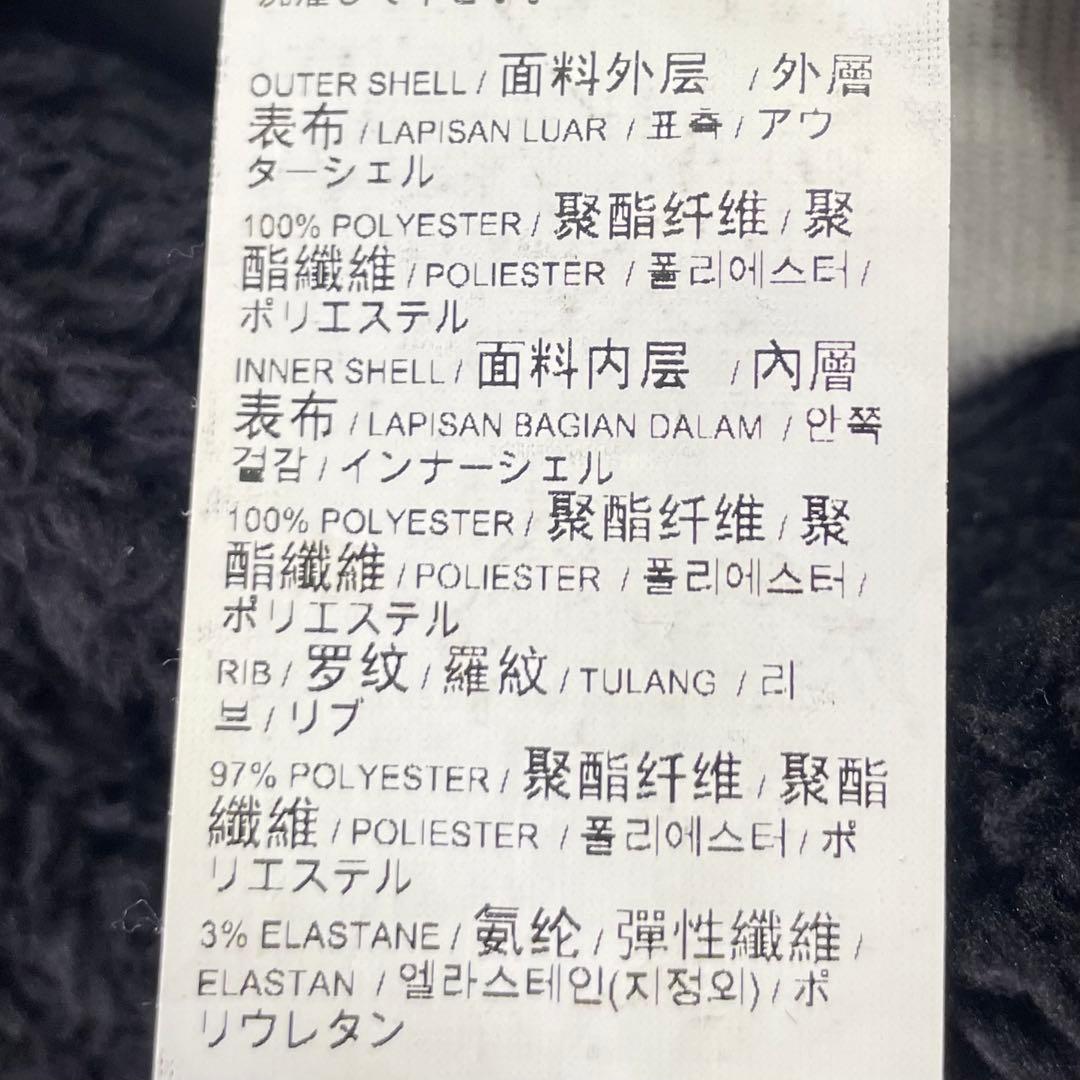 OUTER SHELL / 面料外层 / 外層
表布 / LAPISAN LUAR / 표측 / アウ
ターシェル
100% POLYESTER / 聚酯纤维 / 聚
酯纖維 / POLIESTER / 폴리에스터 /
ポリエステル
INNER SHELL / 面料内层 / 內層
表布 / LAPISAN BAGIAN DALAM / 안쪽
겉감 / インナーシェル
100% POLYESTER / 聚酯纤维 / 聚
酯纖維 / POLIESTER / 폴리에스터 /
ポリエステル
RIB / 罗纹 / 羅紋 / TULANG / 리
브 / リブ
97% POLYESTER / 聚酯纤维 / 聚酯
纖維 / POLIESTER / 폴리에스터 / ポ
リエステル
3% ELASTANE / 氨纶 / 彈性纖維 /
ELASTAN / 엘라스테인(지정외) / ポ
リウレタン